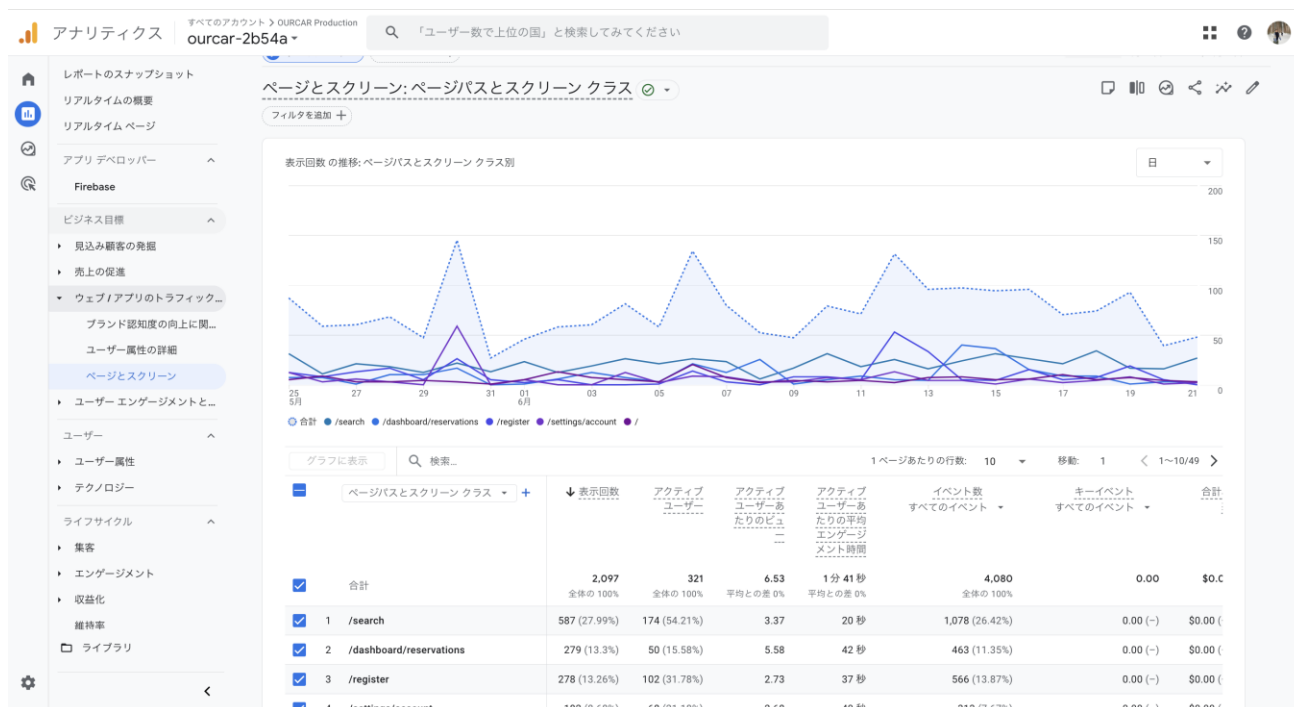 アナリティクス
すべてのアカウント > OURCAR Production
ourcar-2b54a
「ユーザー数で上位の国」と検索してみてください
レポートのスナップショット
リアルタイムの概要
リアルタイム ページ
アプリ デベロッパー
Firebase
ビジネス目標
見込み顧客の発掘
売上の促進
ウェブ / アプリのトラフィック...
ブランド認知度の向上に関...
ユーザー属性の詳細
ページとスクリーン
ユーザー エンゲージメントと...
ユーザー
ユーザー属性
テクノロジー
ライフサイクル
集客
エンゲージメント
収益化
維持率
ライブラリ
ページとスクリーン: ページパスとスクリーン クラス
フィルタを追加
表示回数 の推移: ページパスとスクリーン クラス別
日
200
150
100
50
0
25 27 29 31 01 03 05 07 09 11 13 15 17 19 21
5月 6月
合計 /search /dashboard/reservations /register /settings/account /
グラフに表示
検索...
1 ページあたりの行数: 10
移動: 1
1～10/49
ページパスとスクリーン クラス
表示回数
アクティブ
ユーザー
アクティブ
ユーザーあ
たりのビュ
ー
アクティブ
ユーザーあ
たりの平均
エンゲージ
メント時間
イベント数
すべてのイベント
キーイベント
すべてのイベント
合計
合計 2,097 321 6.53 1 分 41 秒 4,080 0.00
全体の 100% 全体の 100% 平均との差 0% 平均との差 0% 全体の 100%
1 /search 587 (27.99%) 174 (54.21%) 3.37 20 秒 1,078 (26.42%) 0.00 (–) $0.00
2 /dashboard/reservations 279 (13.3%) 50 (15.58%) 5.58 42 秒 463 (11.35%) 0.00 (–) $0.00
3 /register 278 (13.26%) 102 (31.78%) 2.73 37 秒 566 (13.87%) 0.00 (–) $0.00